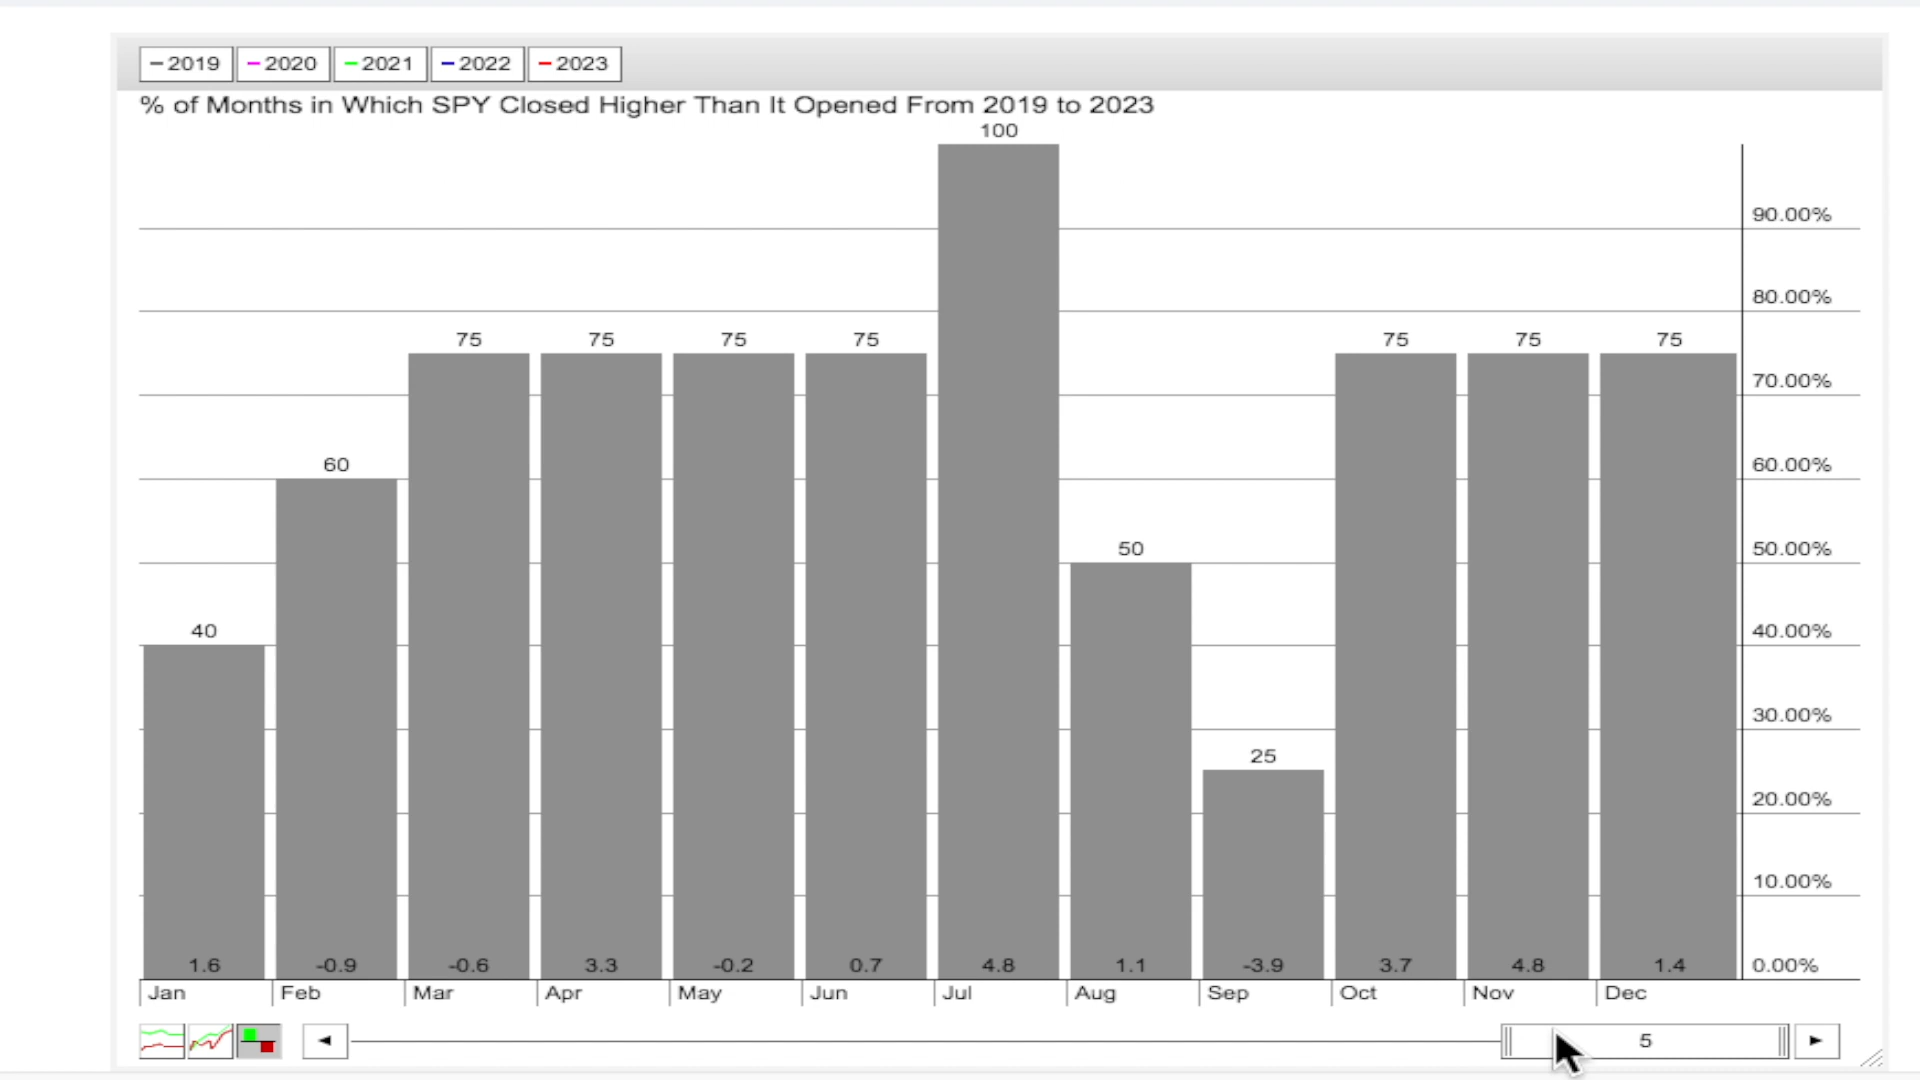 2019 2020 2021 2022 2023
% of Months in Which SPY Closed Higher Than It Opened From 2019 to 2023
100
90.00%
80.00%
75 75 75 75 75 75 75
70.00%
60 60.00%
50 50.00%
40 40.00%
30.00%
25
20.00%
10.00%
1.6 -0.9 -0.6 3.3 -0.2 0.7 4.8 1.1 -3.9 3.7 4.8 1.4 0.00%
Jan Feb Mar Apr May Jun Jul Aug Sep Oct Nov Dec
5